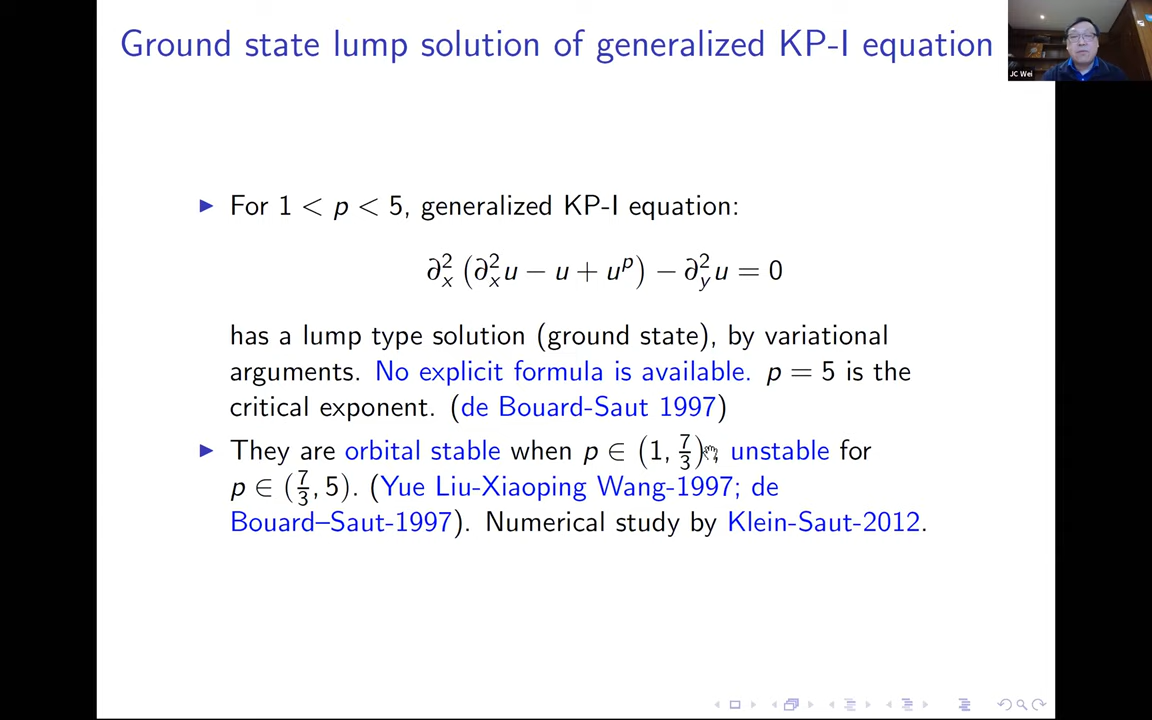 Ground state lump solution of generalized KP-I equation
JC Wei
▶ For 1 < p < 5, generalized KP-I equation:
∂²ₓ (∂²ₓu − u + uᵖ) − ∂²ᵧu = 0
has a lump type solution (ground state), by variational
arguments. No explicit formula is available. p = 5 is the
critical exponent. (de Bouard-Saut 1997)
▶ They are orbital stable when p ∈ (1, 7/3), unstable for
p ∈ (7/3, 5). (Yue Liu-Xiaoping Wang-1997; de
Bouard–Saut-1997). Numerical study by Klein-Saut-2012.